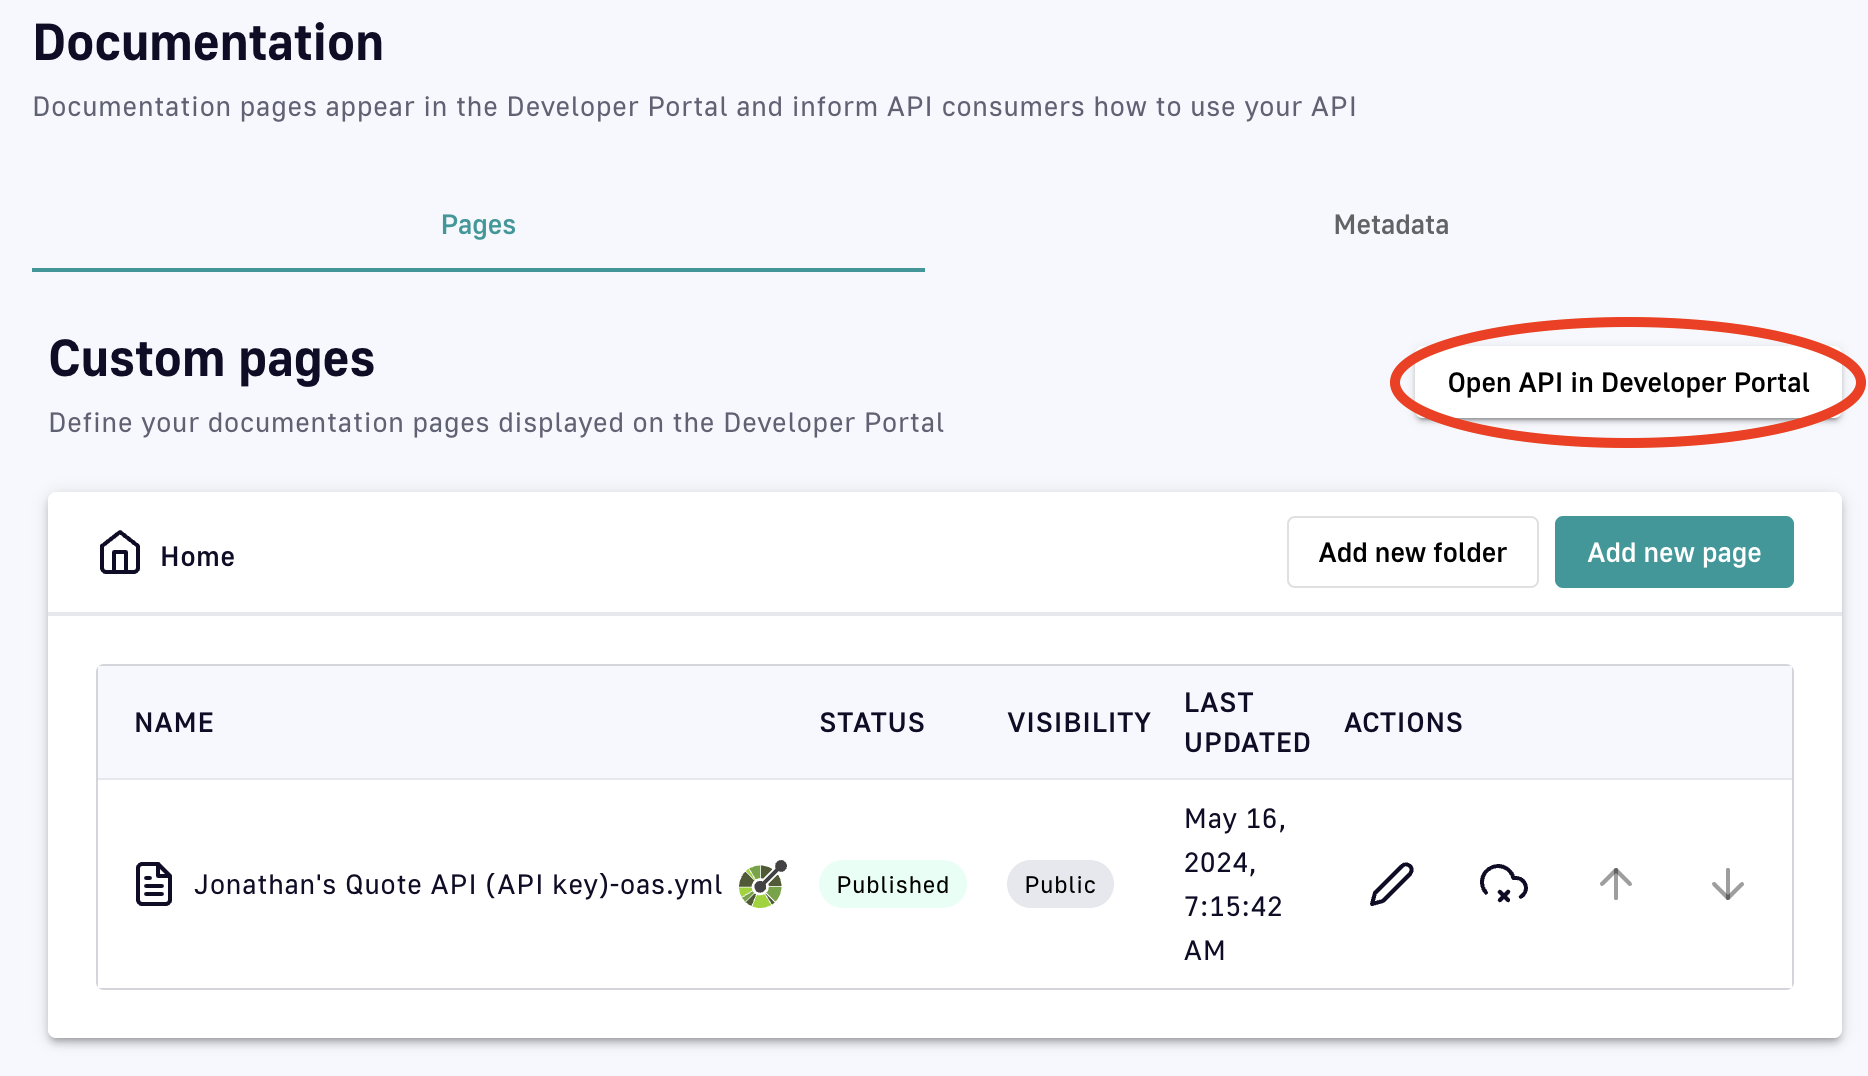 Documentation
Documentation pages appear in the Developer Portal and inform API consumers how to use your API
Pages
Metadata
Custom pages
Open API in Developer Portal
Define your documentation pages displayed on the Developer Portal
Home
Add new folder
Add new page
NAME
STATUS
VISIBILITY
LAST
UPDATED
ACTIONS
Jonathan's Quote API (API key)-oas.yml
Published
Public
May 16,
2024,
7:15:42
AM